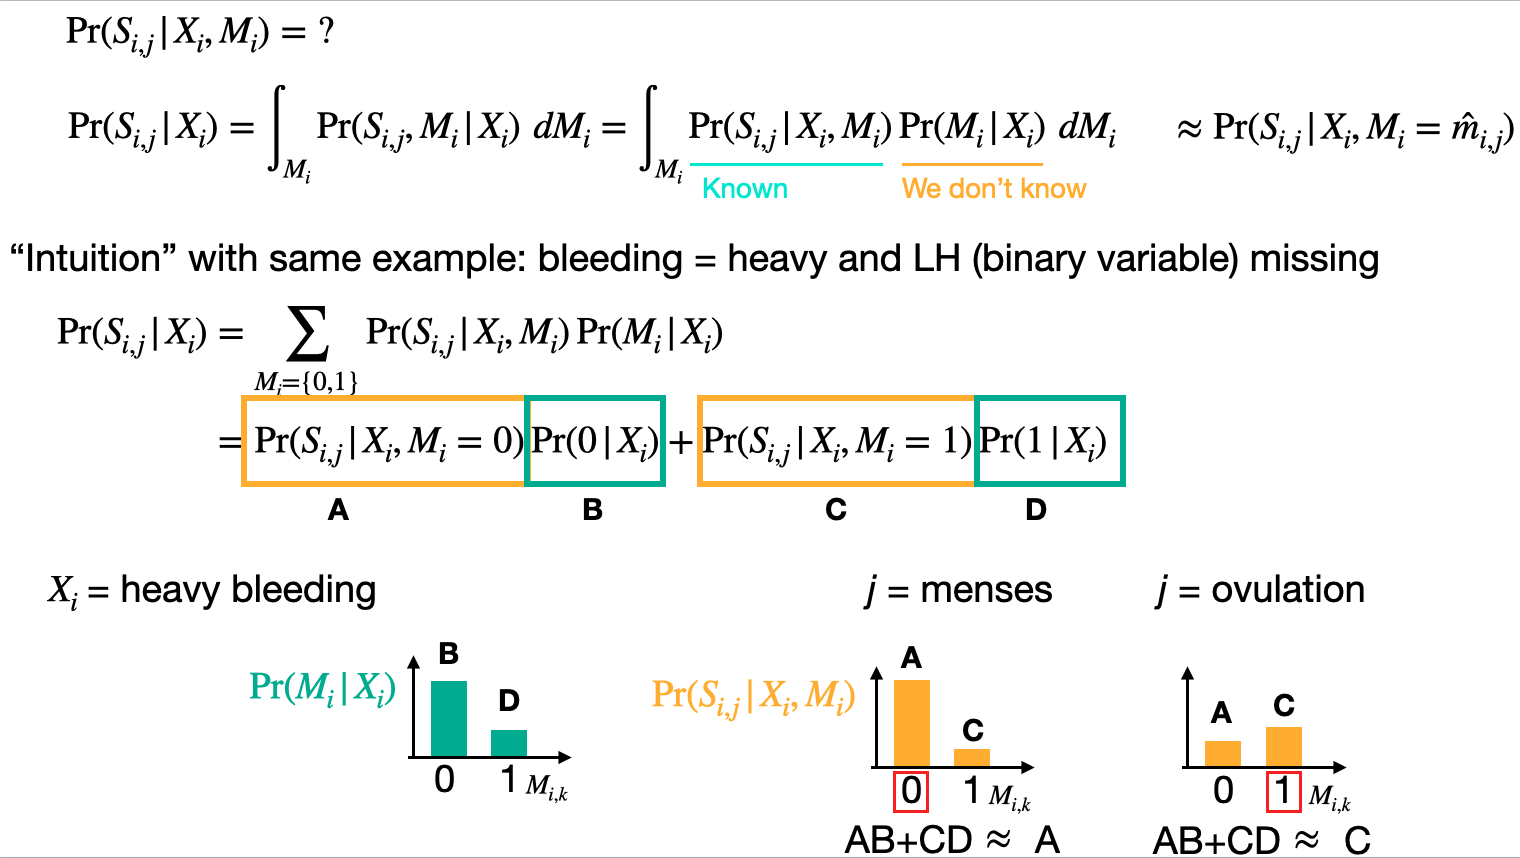 Pr(S_{i,j} | X_i, M_i) = ?
Pr(S_{i,j} | X_i) = ∫_{M_i} Pr(S_{i,j}, M_i | X_i) dM_i = ∫_{M_i} Pr(S_{i,j} | X_i, M_i) Pr(M_i | X_i) dM_i ≈ Pr(S_{i,j} | X_i, M_i = m̂_{i,j})
Known We don’t know
“Intuition” with same example: bleeding = heavy and LH (binary variable) missing
Pr(S_{i,j} | X_i) = ∑_{M_i={0,1}} Pr(S_{i,j} | X_i, M_i) Pr(M_i | X_i)
= Pr(S_{i,j} | X_i, M_i = 0) Pr(0 | X_i) + Pr(S_{i,j} | X_i, M_i = 1) Pr(1 | X_i)
A B C D
X_i = heavy bleeding j = menses j = ovulation
Pr(M_i | X_i) B D
0 1 M_{i,k}
Pr(S_{i,j} | X_i, M_i) A C
0 1 M_{i,k}
AB+CD ≈ A
A C
0 1 M_{i,k}
AB+CD ≈ C